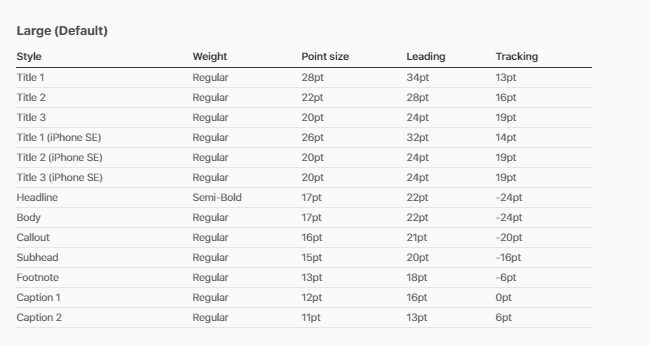 Large (Default)
Style Weight Point size Leading Tracking
Title 1 Regular 28pt 34pt 13pt
Title 2 Regular 22pt 28pt 16pt
Title 3 Regular 20pt 24pt 19pt
Title 1 (iPhone SE) Regular 26pt 32pt 14pt
Title 2 (iPhone SE) Regular 20pt 24pt 19pt
Title 3 (iPhone SE) Regular 20pt 24pt 19pt
Headline Semi-Bold 17pt 22pt -24pt
Body Regular 17pt 22pt -24pt
Callout Regular 16pt 21pt -20pt
Subhead Regular 15pt 20pt -16pt
Footnote Regular 13pt 18pt -6pt
Caption 1 Regular 12pt 16pt 0pt
Caption 2 Regular 11pt 13pt 6pt